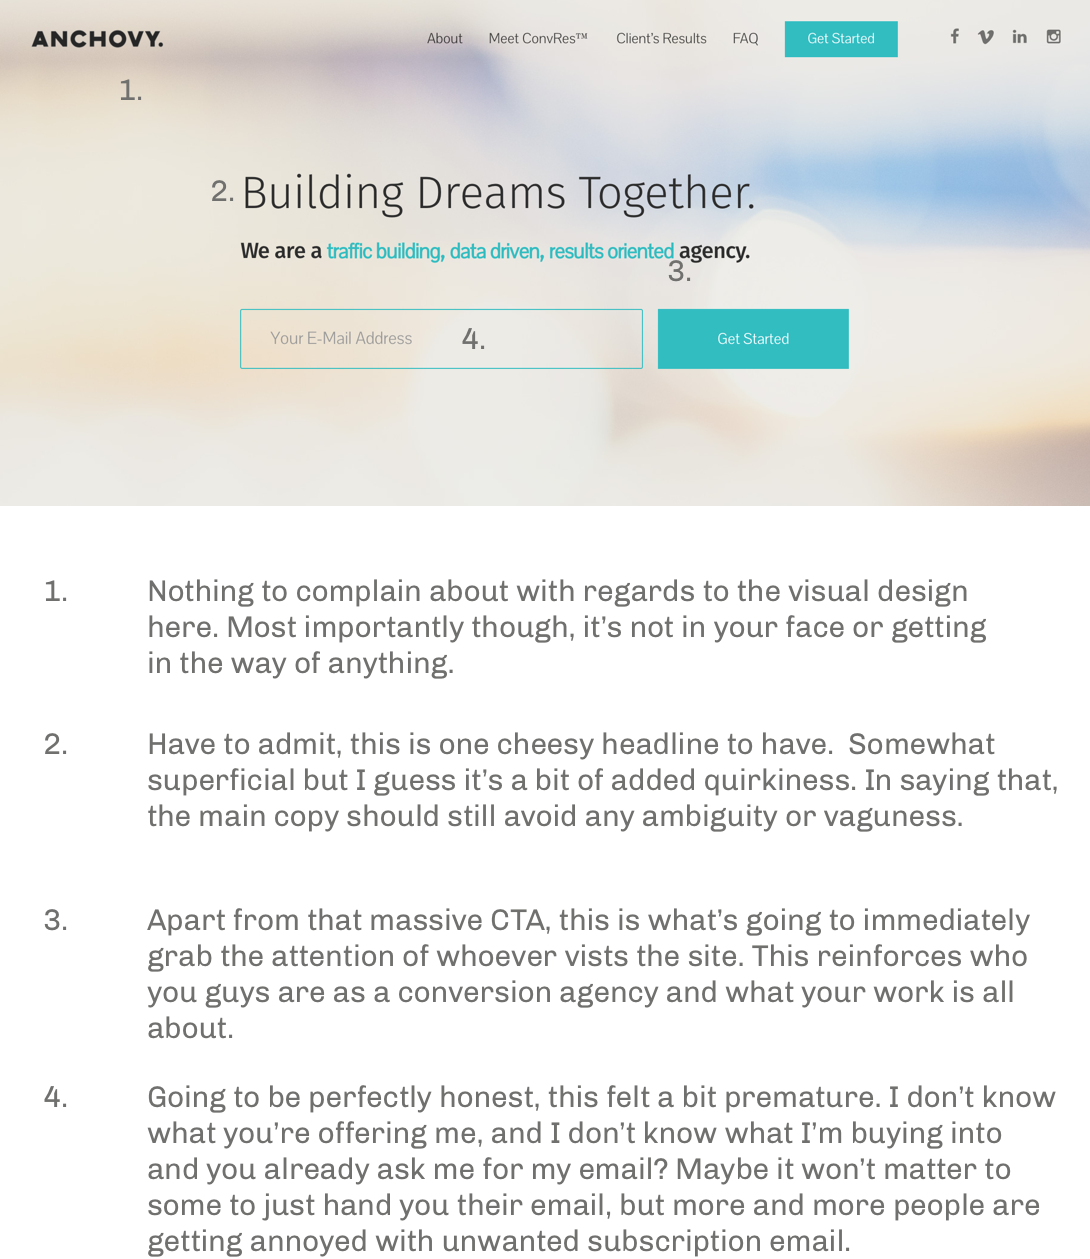 ANCHOVY.
About Meet ConvRes™ Client's Results FAQ Get Started
1.
2. Building Dreams Together.
We are a traffic building, data driven, results oriented agency.
3.
Your E-Mail Address 4. Get Started
1. Nothing to complain about with regards to the visual design
here. Most importantly though, it's not in your face or getting
in the way of anything.
2. Have to admit, this is one cheesy headline to have.  Somewhat
superficial but I guess it's a bit of added quirkiness. In saying that,
the main copy should still avoid any ambiguity or vaguness.
3. Apart from that massive CTA, this is what's going to immediately
grab the attention of whoever vists the site. This reinforces who
you guys are as a conversion agency and what your work is all
about.
4. Going to be perfectly honest, this felt a bit premature. I don't know
what you're offering me, and I don't know what I'm buying into
and you already ask me for my email? Maybe it won't matter to
some to just hand you their email, but more and more people are
getting annoyed with unwanted subscription email.